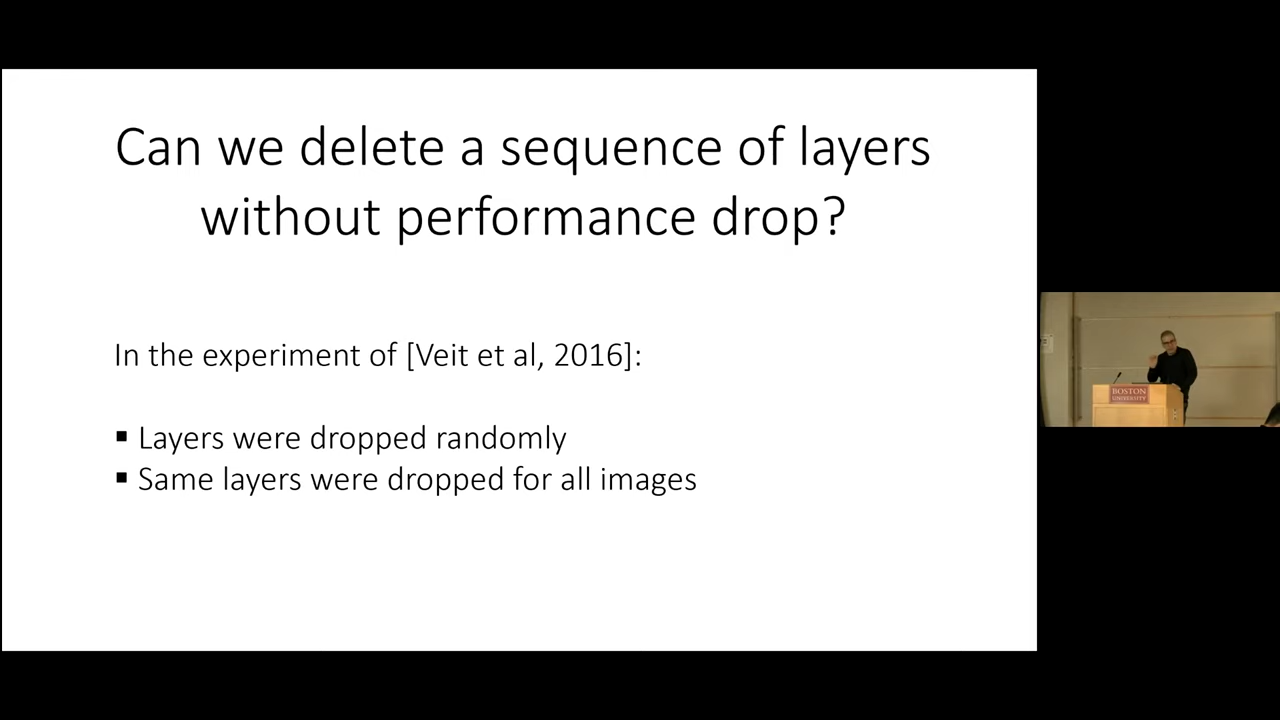 Can we delete a sequence of layers
without performance drop?
In the experiment of [Veit et al, 2016]:
▪ Layers were dropped randomly
▪ Same layers were dropped for all images
BOSTON
UNIVERSITY